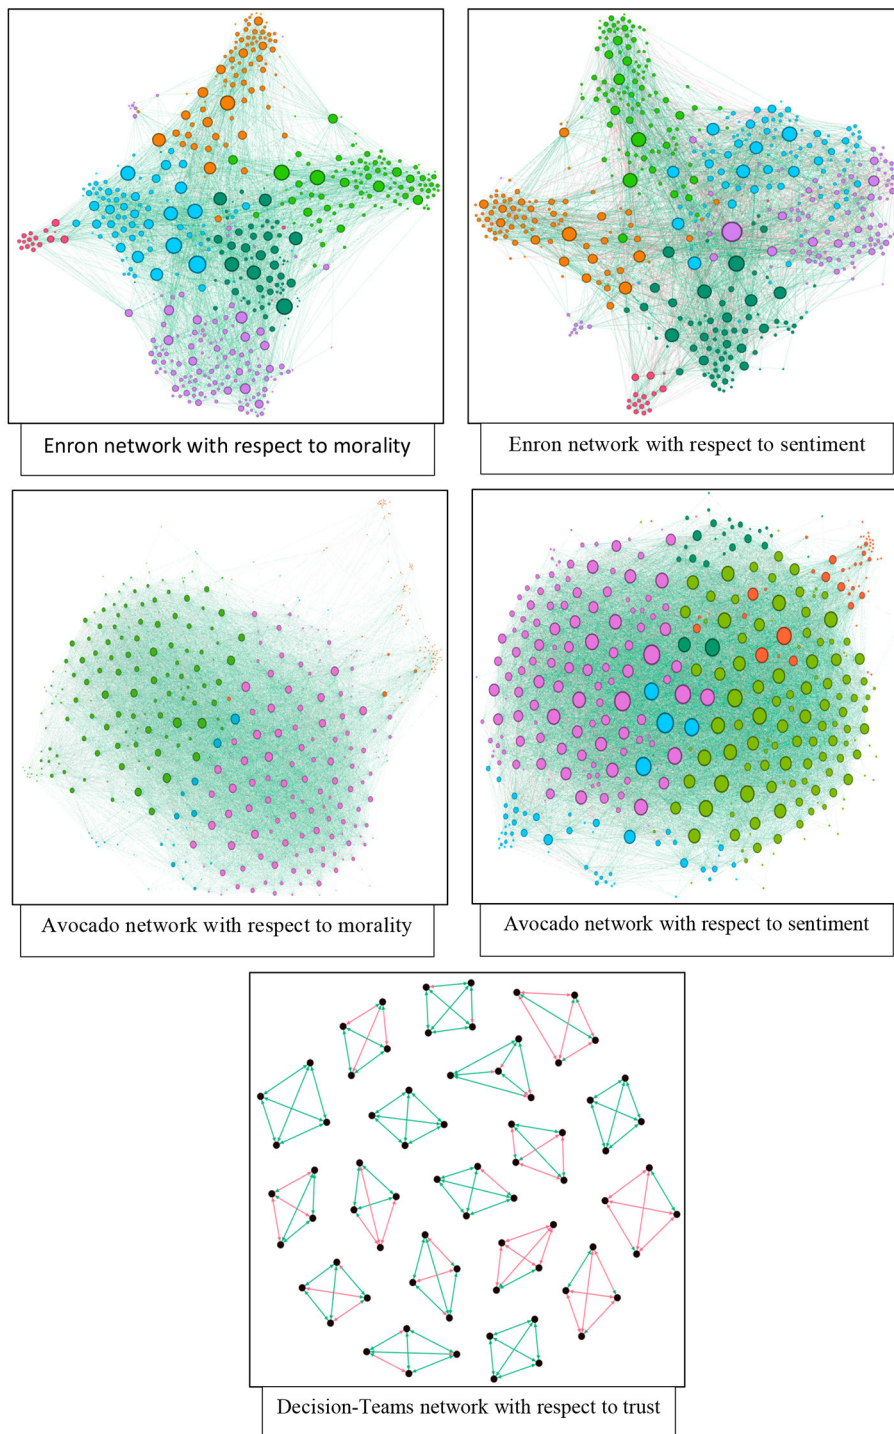 Enron network with respect to morality
Enron network with respect to sentiment
Avocado network with respect to morality
Avocado network with respect to sentiment
Decision-Teams network with respect to trust